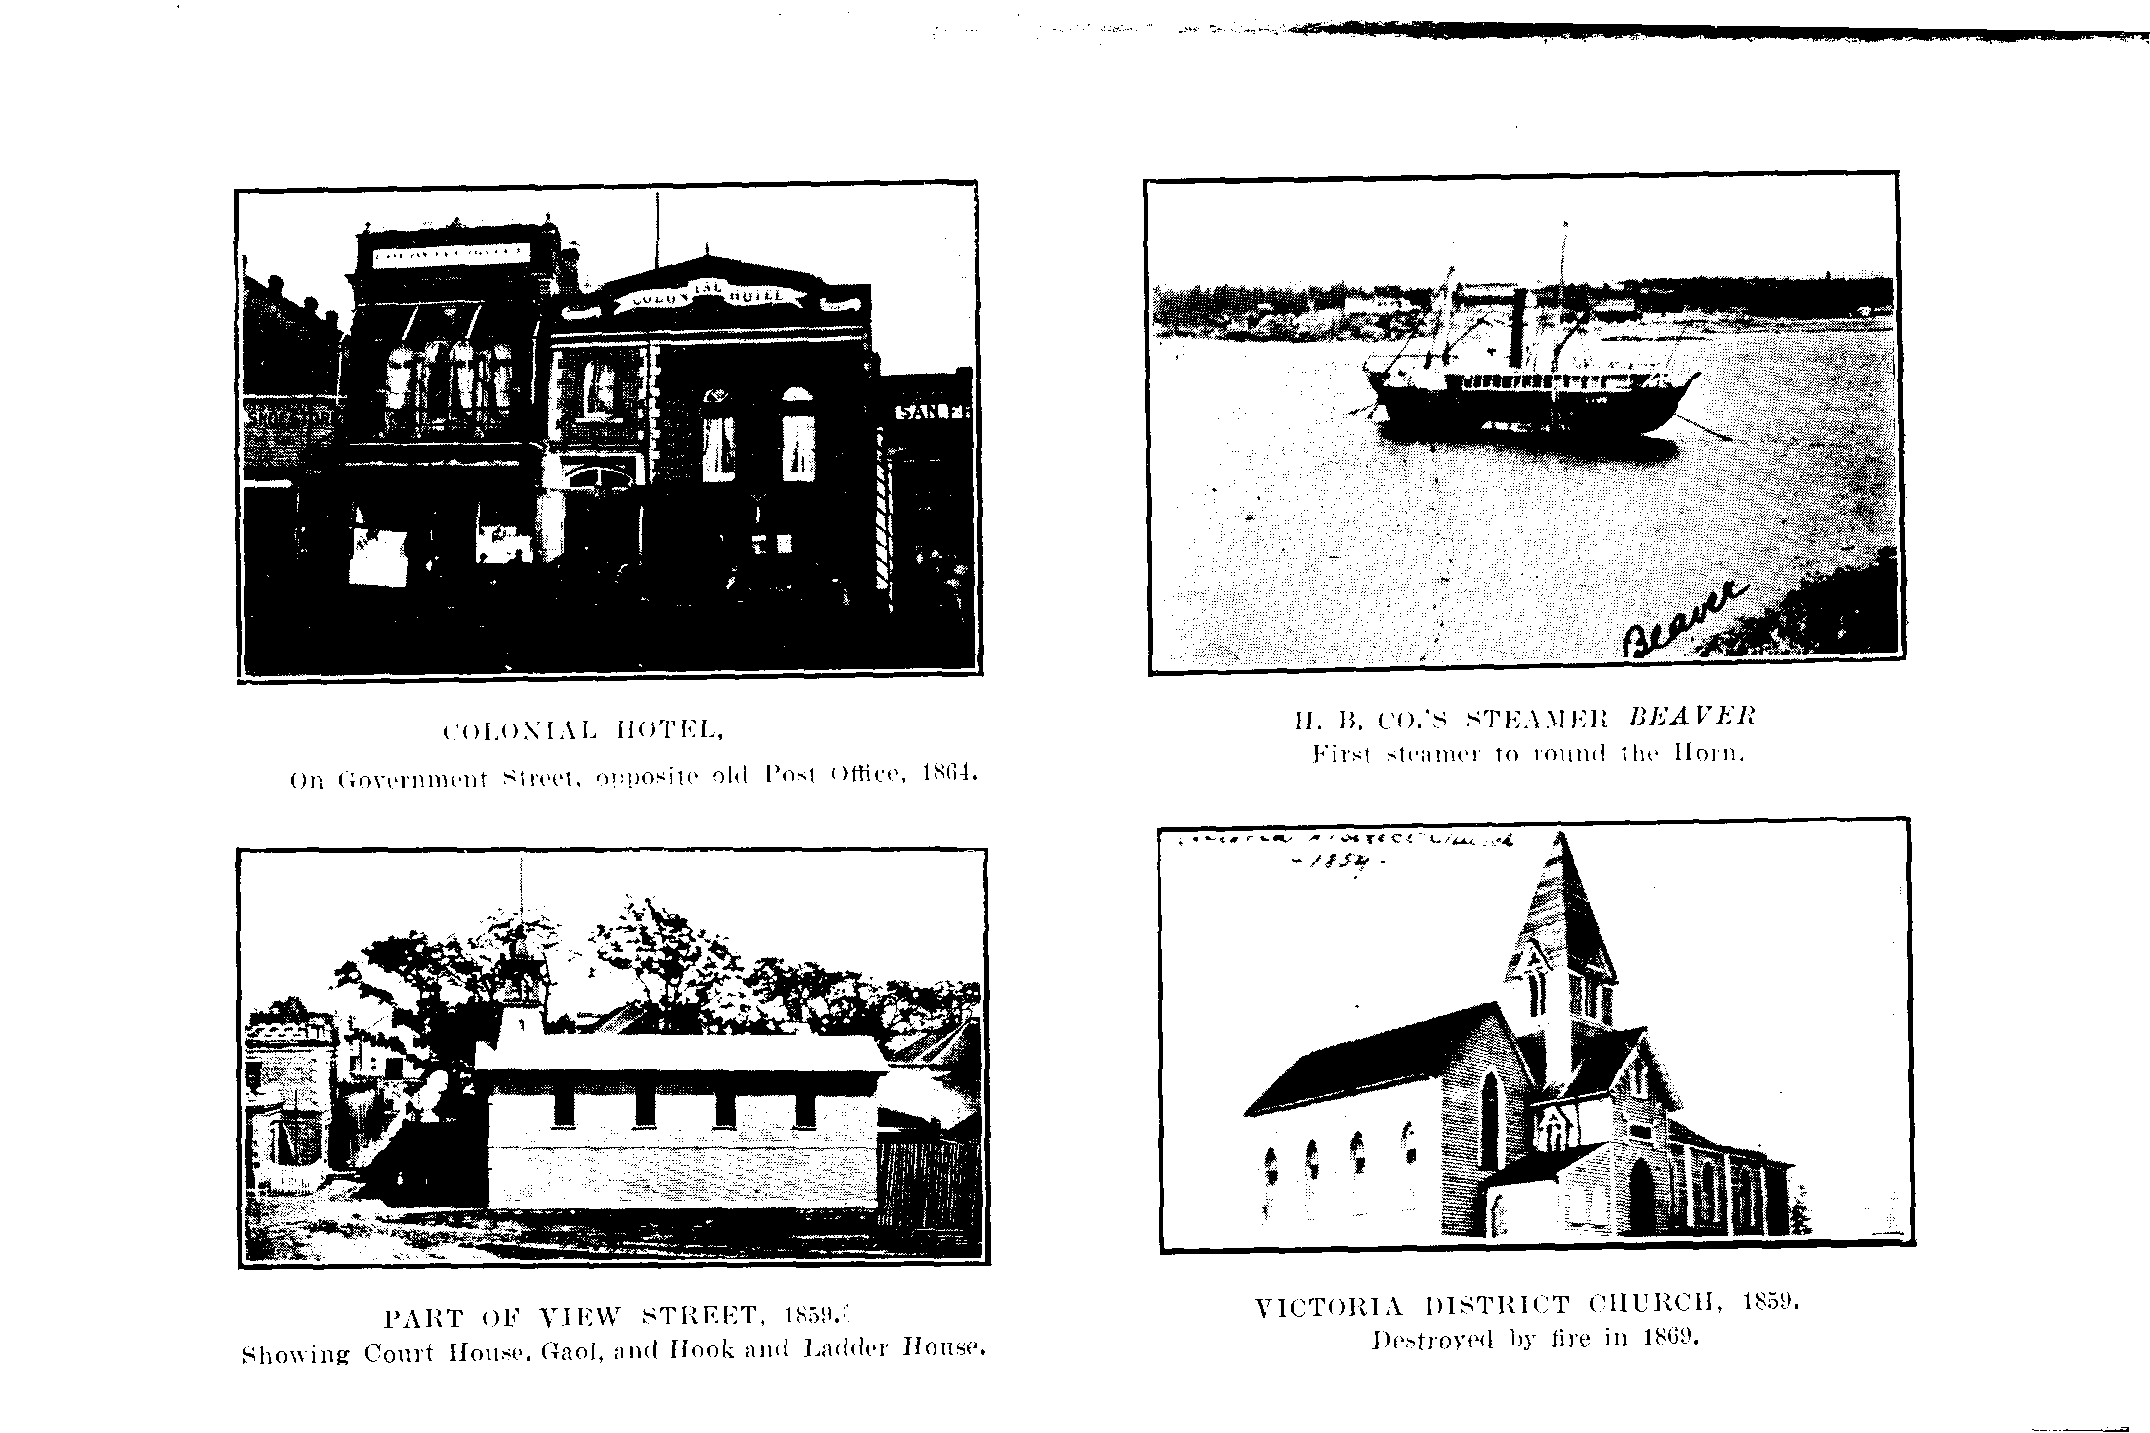 COLONIAL HOTEL
COLONIAL HOTEL
SAN FR
COLONIAL HOTEL,
On Government Street, opposite old Post Office, 1864.
Beaver
H. B. CO.'S STEAMER BEAVER
First steamer to round the Horn.
PART OF VIEW STREET, 1859.
Showing Court House, Gaol, and Hook and Ladder House.
Victoria District Church
VICTORIA DISTRICT CHURCH, 1859.
Destroyed by fire in 1869.